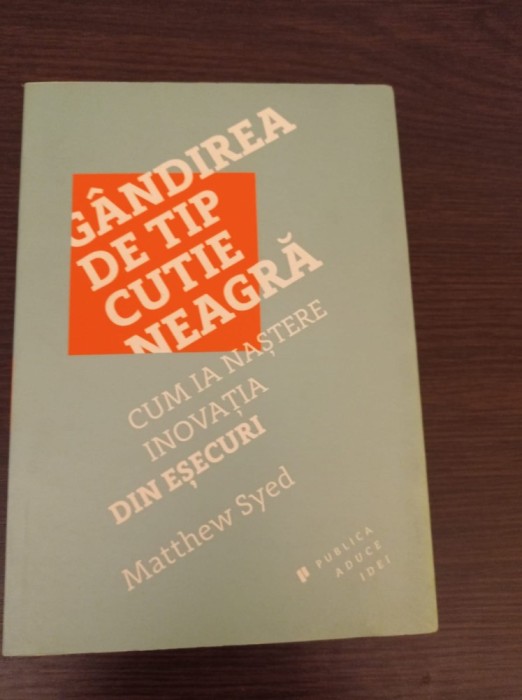 GÂNDIREA
DE TIP
CUTIE
NEAGRĂ
CUM IA NAȘTERE
INOVAȚIA
DIN EȘECURI
Matthew Syed
PUBLICA
ADUCE
IDEI